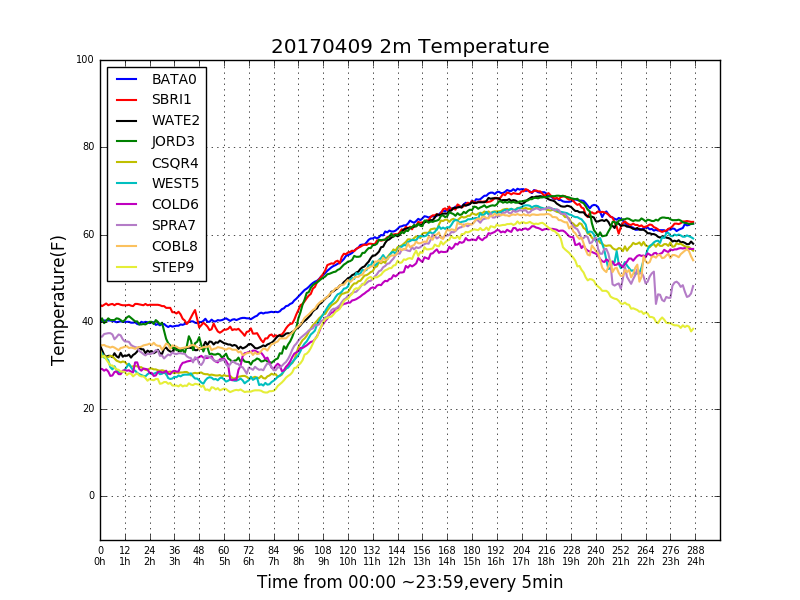 20170409 2m Temperature
100
80
60
40
20
0
Temperature(F)
BATA0
SBRI1
WATE2
JORD3
CSQR4
WEST5
COLD6
SPRA7
COBL8
STEP9
0 12 24 36 48 60 72 84 96 108 120 132 144 156 168 180 192 204 216 228 240 252 264 276 288
0h 1h 2h 3h 4h 5h 6h 7h 8h 9h 10h 11h 12h 13h 14h 15h 16h 17h 18h 19h 20h 21h 22h 23h 24h
Time from 00:00 ~23:59,every 5min